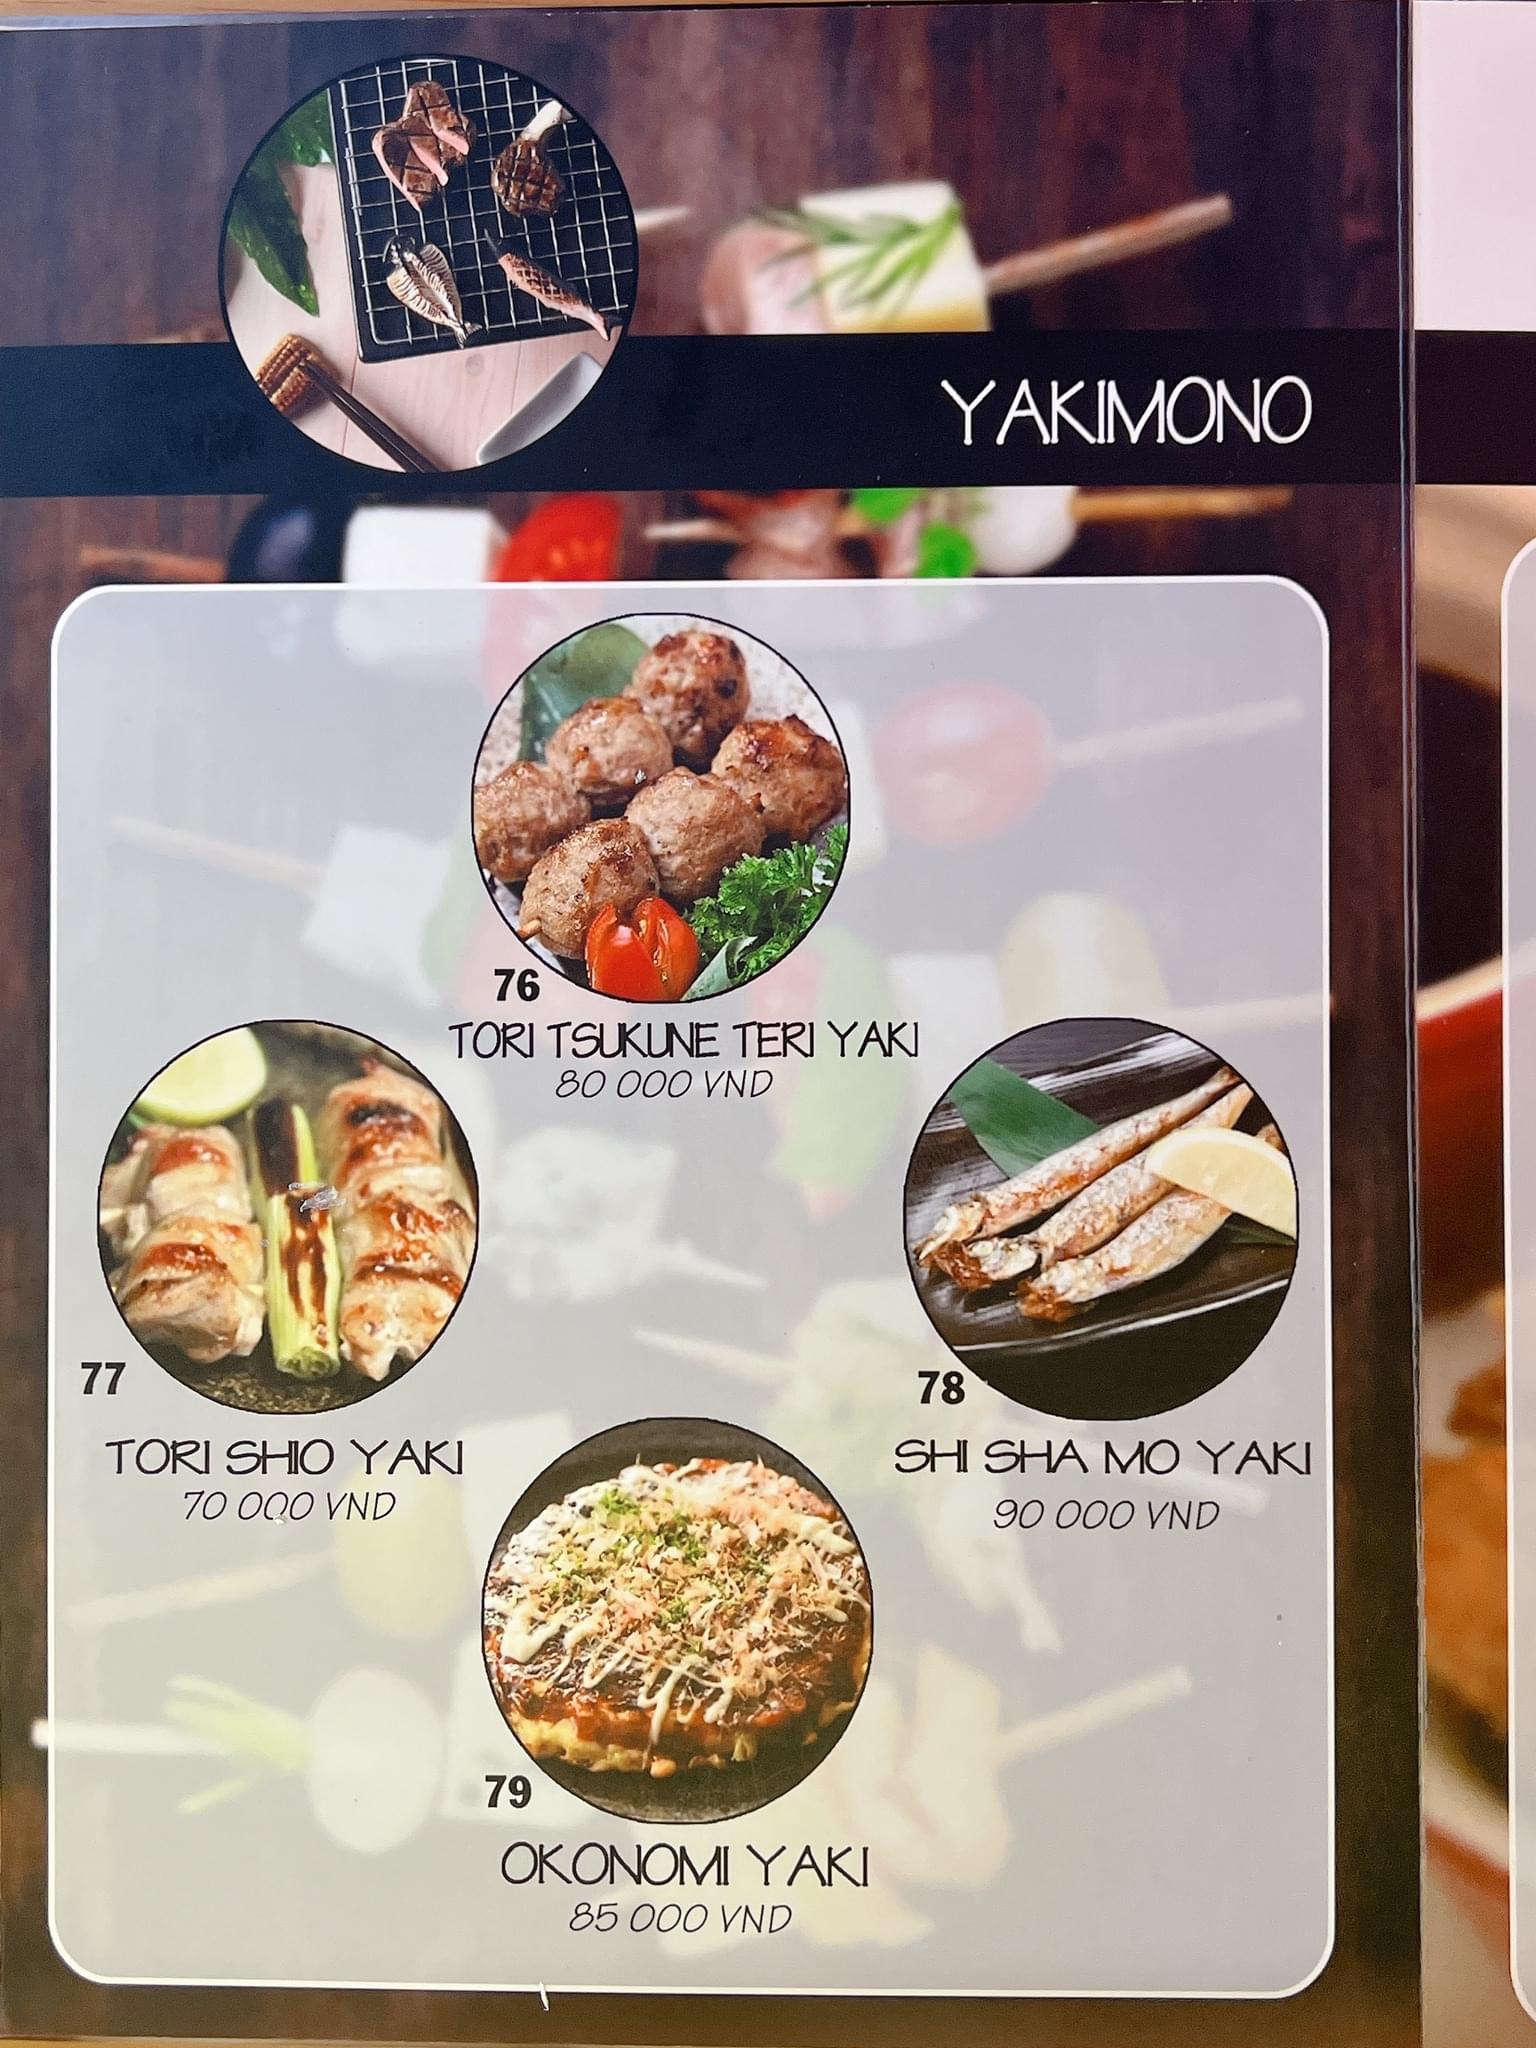 YAKIMONO
76
TORI TSUKUNE TERI YAKI
80 000 VND
77
TORI SHIO YAKI
70 000 VND
78
SHI SHA MO YAKI
90 000 VND
79
OKONOMI YAKI
85 000 VND